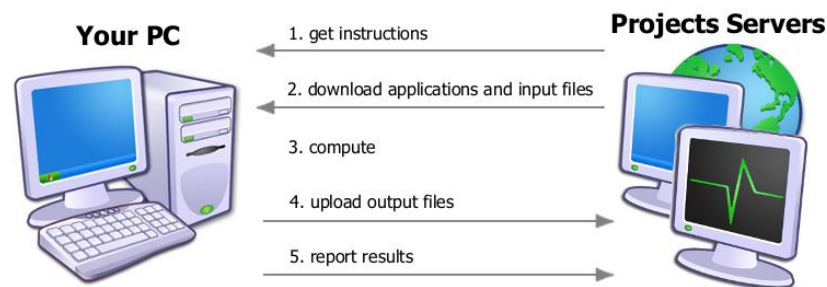 Your PC
Projects Servers
1. get instructions
2. download applications and input files
3. compute
4. upload output files
5. report results